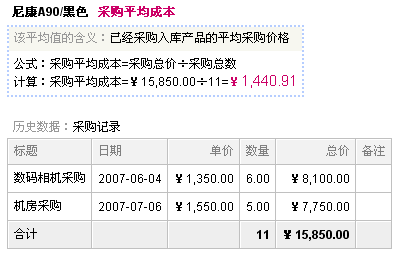 尼康A90/黑色 采购平均成本
该平均值的含义：已经采购入库产品的平均采购价格
公式：采购平均成本=采购总价÷采购总数
计算：采购平均成本=¥15,850.00÷11=¥1,440.91
历史数据：采购记录
标题 日期 单价 数量 总价 备注
数码相机采购 2007-06-04 ¥1,350.00 6.00 ¥8,100.00
机房采购 2007-07-06 ¥1,550.00 5.00 ¥7,750.00
合计 11 ¥15,850.00